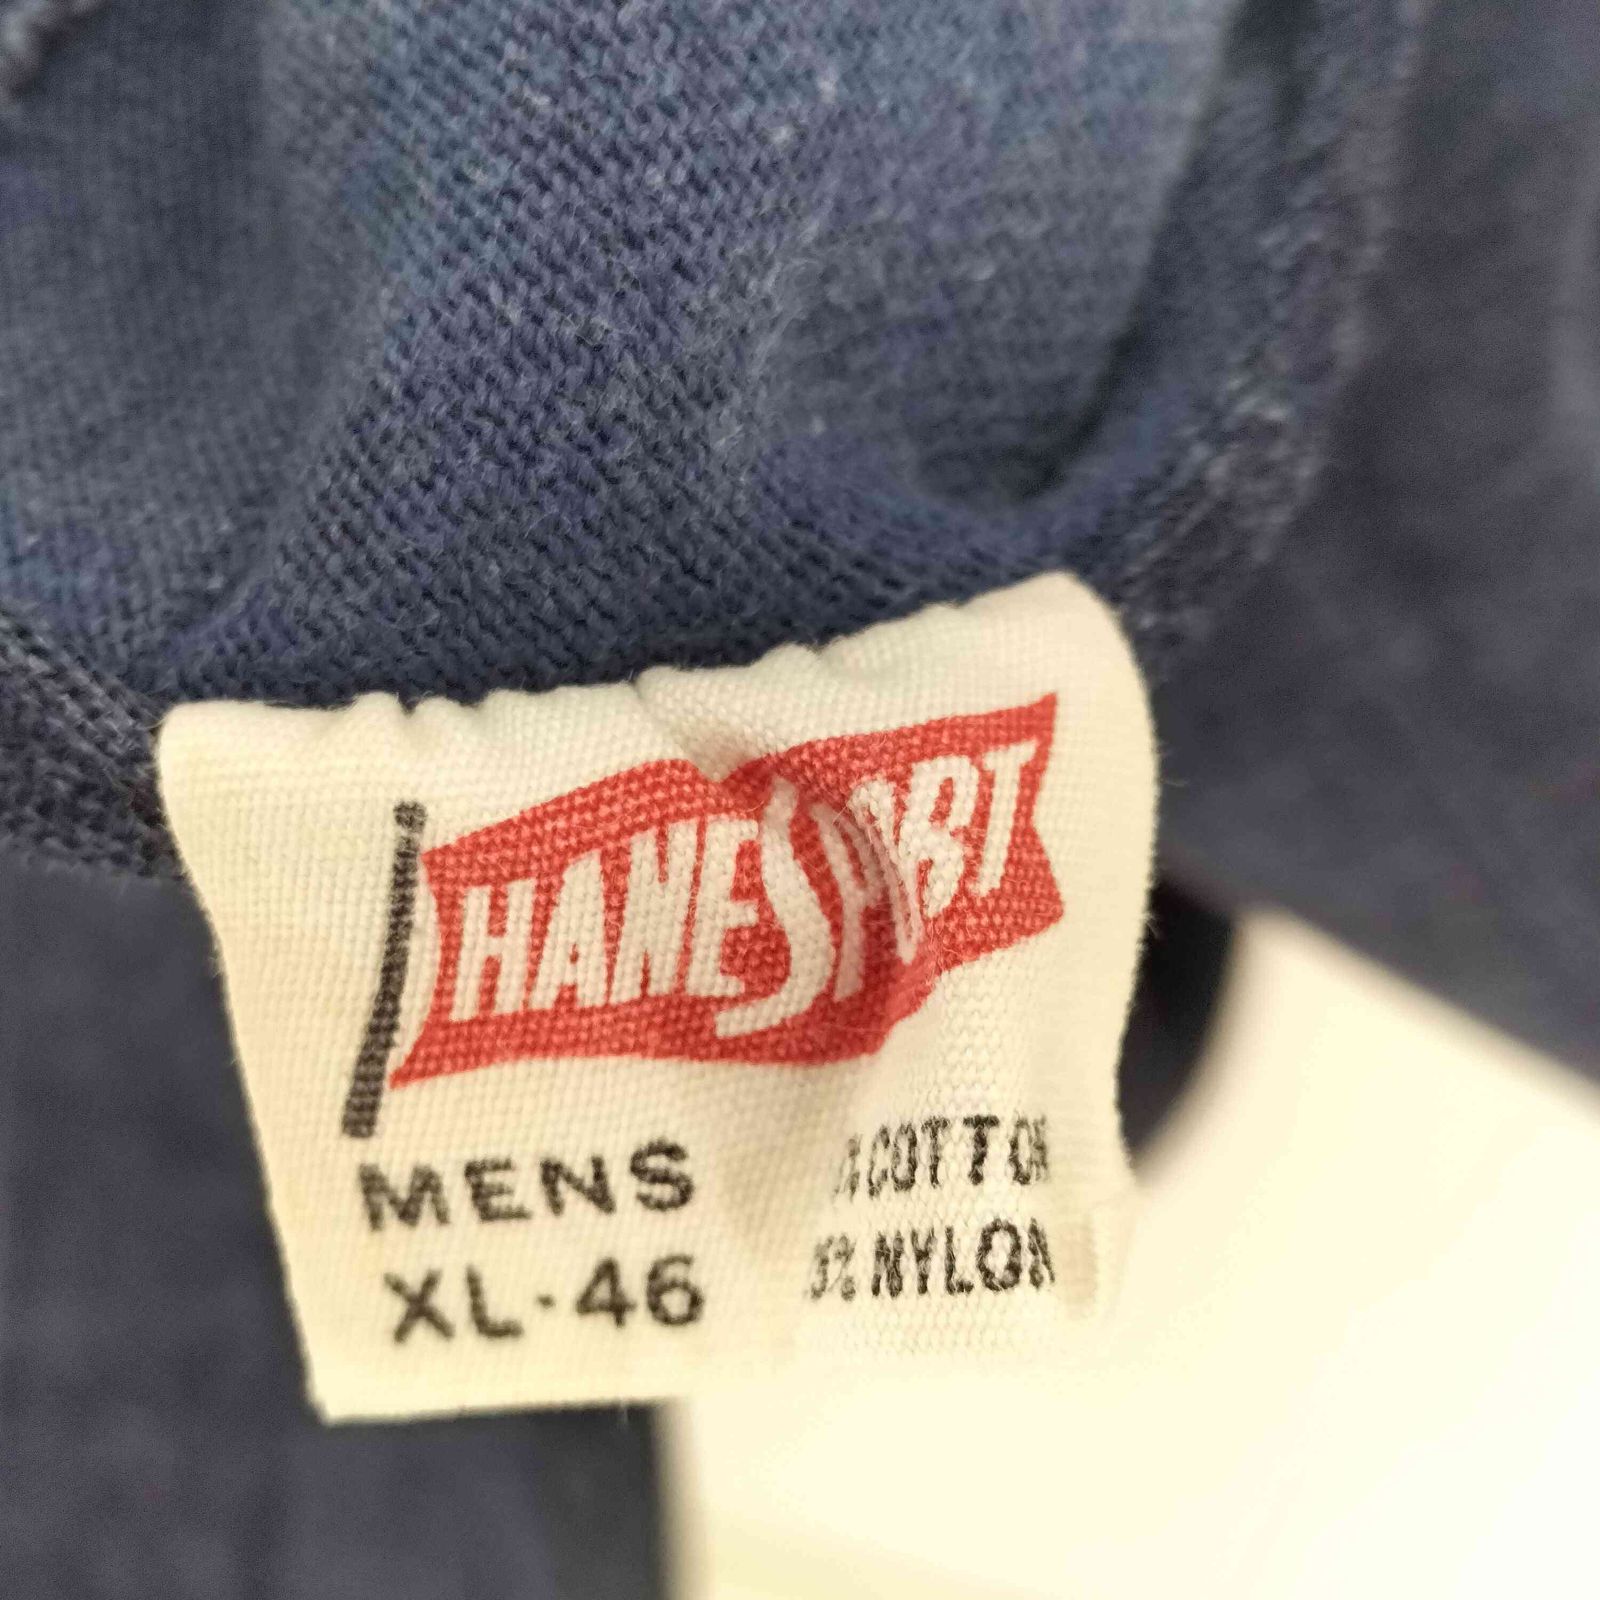 HANESPORT
MENS
XL·46
COTTON
NYLON